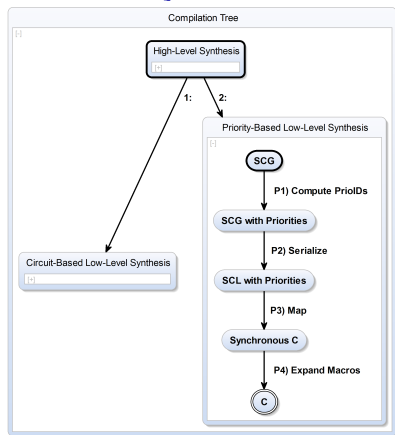 Compilation Tree
[-]
High-Level Synthesis
[+]
1:
2:
Priority-Based Low-Level Synthesis
[-]
SCG
P1) Compute PrioIDs
SCG with Priorities
P2) Serialize
Circuit-Based Low-Level Synthesis
[+]
SCL with Priorities
P3) Map
Synchronous C
P4) Expand Macros
C